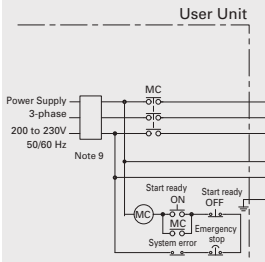 User Unit
MC
Power Supply
3-phase
200 to 230V
50/60 Hz
Note 9
Start ready
ON
Start ready
OFF
MC
MC
Emergency
stop
System error